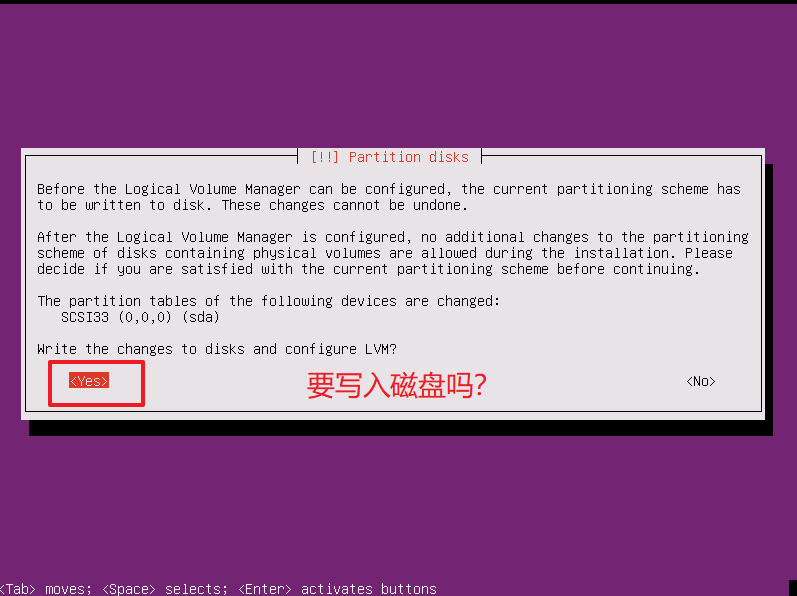 [!!] Partition disks
Before the Logical Volume Manager can be configured, the current partitioning scheme has
to be written to disk. These changes cannot be undone.
After the Logical Volume Manager is configured, no additional changes to the partitioning
scheme of disks containing physical volumes are allowed during the installation. Please
decide if you are satisfied with the current partitioning scheme before continuing.
The partition tables of the following devices are changed:
SCSI33 (0,0,0) (sda)
Write the changes to disks and configure LVM?
<Yes> 要写入磁盘吗? <No>
<Tab> moves; <Space> selects; <Enter> activates buttons